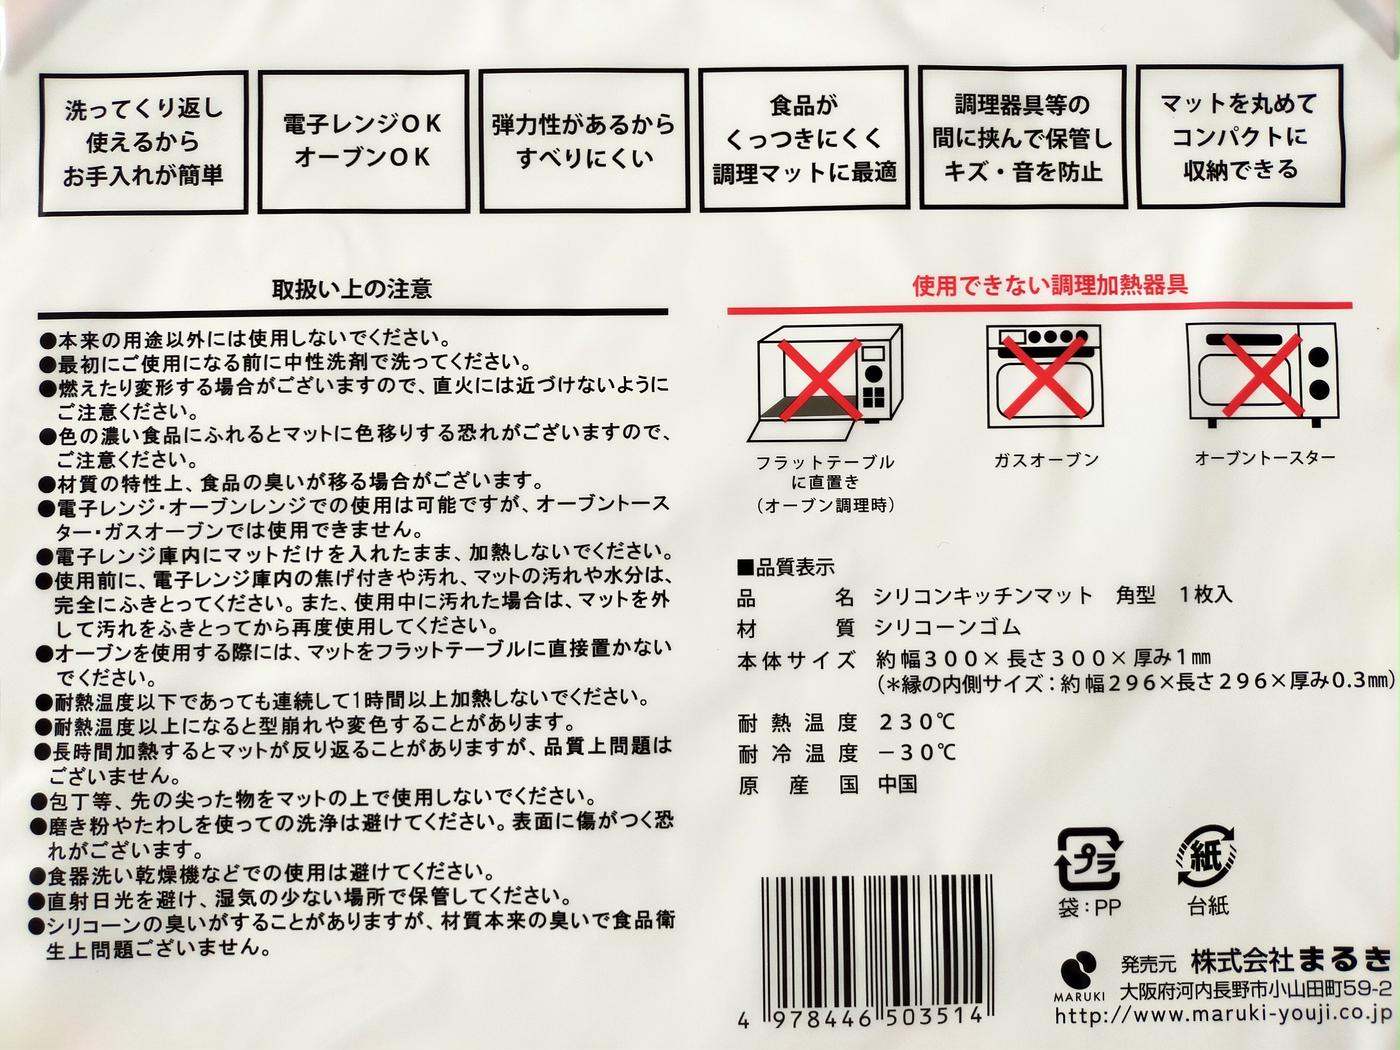 洗ってくり返し
使えるから
お手入れが簡単
電子レンジＯＫ
オーブンＯＫ
弾力性があるから
すべりにくい
食品が
くっつきにくく
調理マットに最適
調理器具等の
間に挟んで保管し
キズ・音を防止
マットを丸めて
コンパクトに
収納できる
取扱い上の注意
●本来の用途以外には使用しないでください。
●最初にご使用になる前に中性洗剤で洗ってください。
●燃えたり変形する場合がございますので、直火には近づけないように
ご注意ください。
●色の濃い食品にふれるとマットに色移りする恐れがございますので、
ご注意ください。
●材質の特性上、食品の臭いが移る場合がございます。
●電子レンジ・オーブンレンジでの使用は可能ですが、オーブントース
ター・ガスオーブンでは使用できません。
●電子レンジ庫内にマットだけを入れたまま、加熱しないでください。
●使用前に、電子レンジ庫内の焦げ付きや汚れ、マットの汚れや水分は、
完全にふきとってください。また、使用中に汚れた場合は、マットを外
して汚れをふきとってから再度使用してください。
●オーブンを使用する際には、マットをフラットテーブルに直接置かない
でください。
●耐熱温度以下であっても連続して1時間以上加熱しないでください。
●耐熱温度以上になると型崩れや変色することがあります。
●長時間加熱するとマットが反り返ることがありますが、品質上問題は
ございません。
●包丁等、先の尖った物をマットの上で使用しないでください。
●磨き粉やたわしを使っての洗浄は避けてください。表面に傷がつく恐
れがございます。
●食器洗い乾燥機などでの使用は避けてください。
●直射日光を避け、湿気の少ない場所で保管してください。
●シリコーンの臭いがすることがありますが、材質本来の臭いで食品衛
生上問題ございません。
使用できない調理加熱器具
フラットテーブル
に直置き
（オーブン調理時）
ガスオーブン
オーブントースター
■品質表示
品名 シリコンキッチンマット 角型 1枚入
材質 シリコーンゴム
本体サイズ 約幅３００×長さ３００×厚み1㎜
（＊縁の内側サイズ：約幅２９６×長さ２９６×厚み0.3㎜）
耐熱温度 ２３０℃
耐冷温度 －３０℃
原産国 中国
プラ
袋：PP
紙
台紙
4 978446 503514
MARUKI
発売元 株式会社まるき
大阪府河内長野市小山田町59-2
http://www.maruki-youji.co.jp